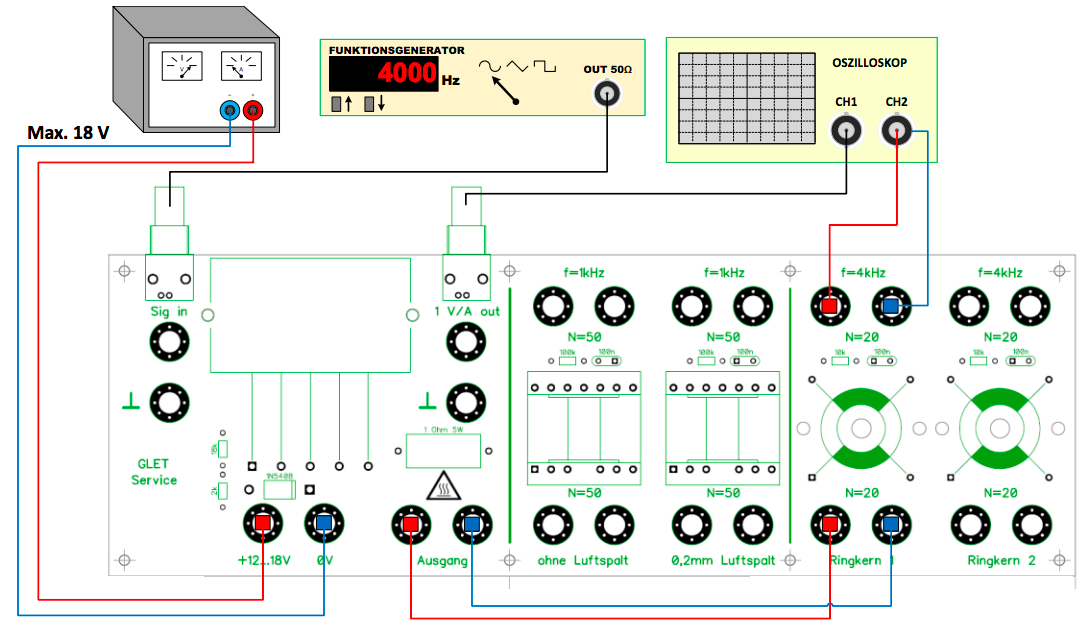 FUNKTIONSGENERATOR
4000 Hz
OUT 50Ω
OSZILLOSKOP
CH1 CH2
V A
- +
Max. 18 V
Sig in
1 V/A out
f=1kHz f=1kHz f=4kHz f=4kHz
N=50 N=50 N=20 N=20
100k 100n 100k 100n 10k 100n 10k 100n
1 Ohm 5W
GLET
Service
18k
2k
1N5408
N=50 N=50 N=20 N=20
+12...18V 0V Ausgang ohne Luftspalt 0,2mm Luftspalt Ringkern 1 Ringkern 2